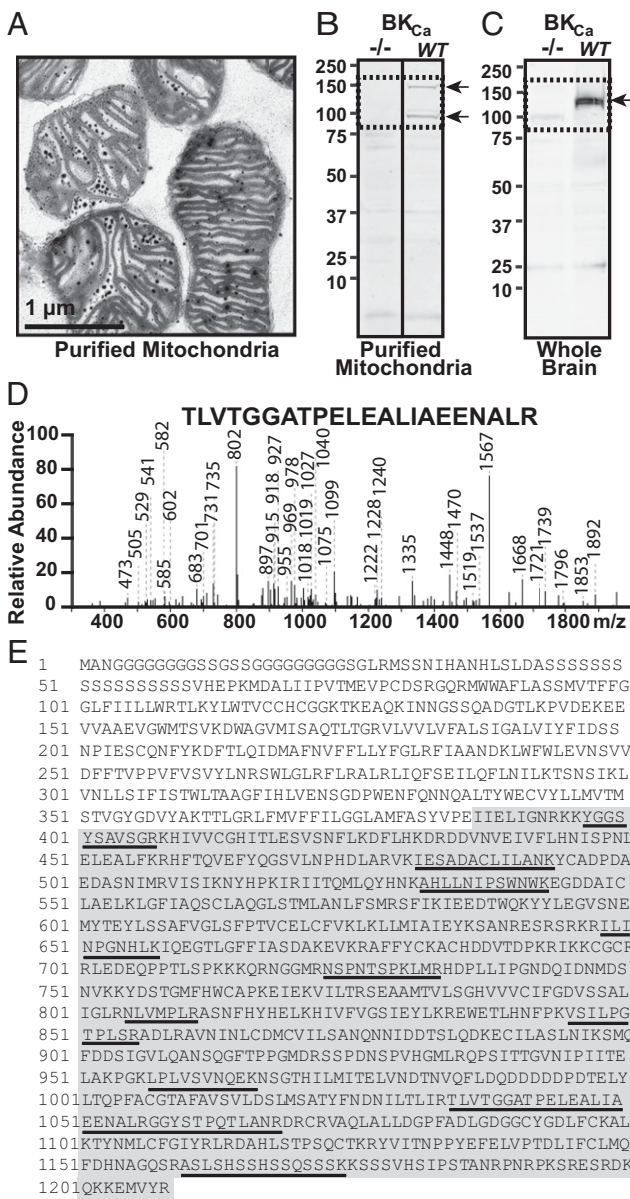 A
1 µm
Purified Mitochondria
B
BKCa
-/- WT
250
150
100
75
50
37
25
10
Purified
Mitochondria
C
BKCa
-/- WT
250
150
100
75
50
37
25
10
Whole
Brain
D
TLVTGGATPELEALIAEENALR
Relative Abundance
100
80
60
40
20
0
473
505
529
541
582
585
602
683
701
731
735
802
897
915
918
927
955
969
978
1018
1019
1027
1040
1075
1099
1222
1228
1240
1335
1448
1470
1519
1537
1567
1668
1721
1739
1796
1853
1892
400 600 800 1000 1200 1400 1600 1800 m/z
E
1 MANGGGGGGGGSSGSSGGGGGGGGGSGLRMSSNIHANHLSLDASSSSSSS
51 SSSSSSSSSSSVHEPKMDALIIPVTMEVPCDSRGQRMWWAFLASSMVTFFG
101 GLFIILLWRTLKYLWTVCCHCGGKTKEAQKINNGSSQADGTLKPVDEKEE
151 VVAAEVGWMTSVKDWAGVMISAQTLTGRVLVVLVFALSIGALVIYFIDSS
201 NPIESCQNFYKDFTLQIDMAFNVFFLLYFGLRFIAANDKLWFWLEVNSVV
251 DFFTVPPVFVSVYLNRSWLGLRFLRALRLIQFSEILQFLNILKTSNSIKL
301 VNLLSIFISTWLTAAGFIHLVENSGDPWENFQNNQALTYWECVYLLMVTM
351 STVGYGDVYAKTTLGRLFMVFFILGGLAMFASYVPEIIELIGNRKKYGGS
401 YSAVSGRKHIVVCGHITLESVSNFLKDFLHKDRDDVNVEIVFLHNISPNL
451 ELEALFKRHFTQVEFYQGSVLNPHDLARVKIESADACLILANKYCADPDA
501 EDASNIMRVISIKNYHPKIRIITQMLQYHNKAHLLNIPSWNWKEGDDAIC
551 LAELKLGFIAQSCLAQGLSTMLANLFSMRSFIKIEEDTWQKYYLEGVSNE
601 MYTEYLSSAFVGLSFPTVCELCFVKLKLLMIAIEYKSANRESRSRKRILI
651 NPGNHLKIQEGTLGFFIASDAKEVKRAFFYCKACHDDVTDPKRIKKCGCR
701 RLEDEQPPTLSPKKKQRNGGMRNSPNTSPKLMRHDPLLIPGNDQIDNMDS
751 NVKKYDSTGMFHWCAPKEIEKVILTRSEAAMTVLSGHVVVCIFGDVSSAL
801 IGLRNLVMPLRASNFHYHELKHIVFVGSIEYLKREWETLHNFPKVSILPG
851 TPLSRADLRAVNINLCDMCVILSANQNNIDDTSLQDKECILASLNIKSMQ
901 FDDSIGVLQANSQGFTPPGMDRSSPDNSPVHGMLRQPSITTGVNIPIITE
951 LAKPGKLPLVSVNQEKNSGTHILMITELVNDTNVQFLDQDDDDDPDTELY
1001 LTQPFACGTAFAVSVLDSLMSATYFNDNILTLIRTLVTGGATPELEALIA
1051 EENALRGGYSTPQTLANRDRCRVAQLALLDGPFADLGDGGCYGDLFCKAL
1101 KTYNMLCFGIYRLRDAHLSTPSQCTKRYVITNPPYEFELVPTDLIFCLMQ
1151 FDHNAGQSRASLSHSSHSSQSSSKKSSSVHSIPSTANRPNRPKSRESRDK
1201 QKKEMVYR